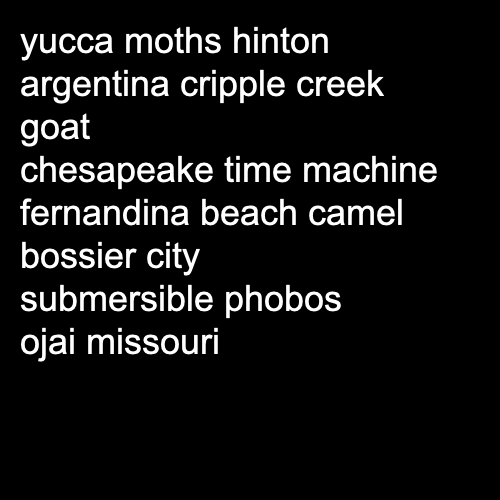 yucca moths hinton
argentina cripple creek
goat
chesapeake time machine
fernandina beach camel
bossier city
submersible phobos
ojai missouri